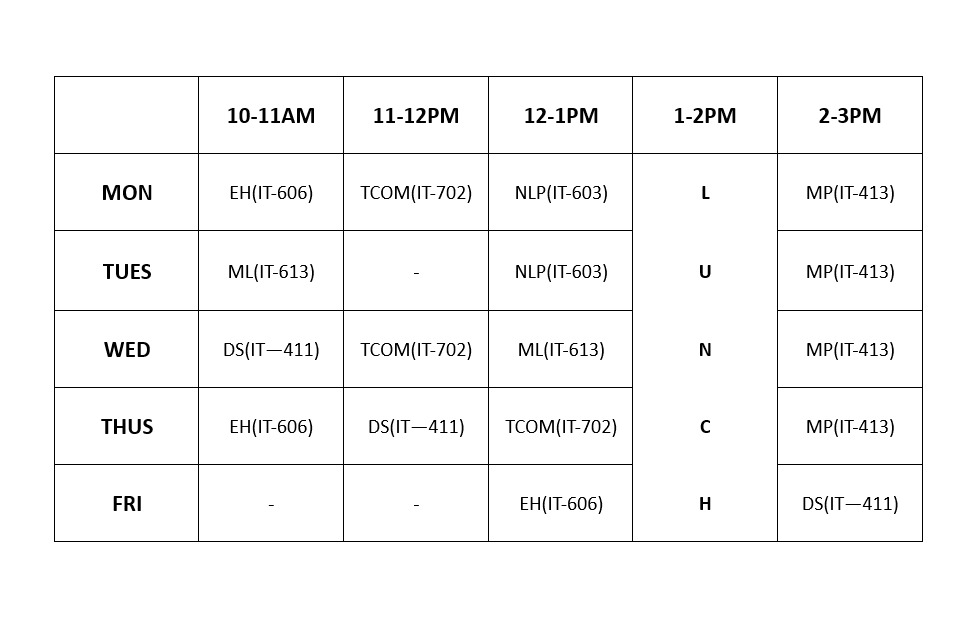 10-11AM 11-12PM 12-1PM 1-2PM 2-3PM
MON EH(IT-606) TCOM(IT-702) NLP(IT-603) L MP(IT-413)
TUES ML(IT-613) - NLP(IT-603) U MP(IT-413)
WED DS(IT—411) TCOM(IT-702) ML(IT-613) N MP(IT-413)
THUS EH(IT-606) DS(IT—411) TCOM(IT-702) C MP(IT-413)
FRI - - EH(IT-606) H DS(IT—411)